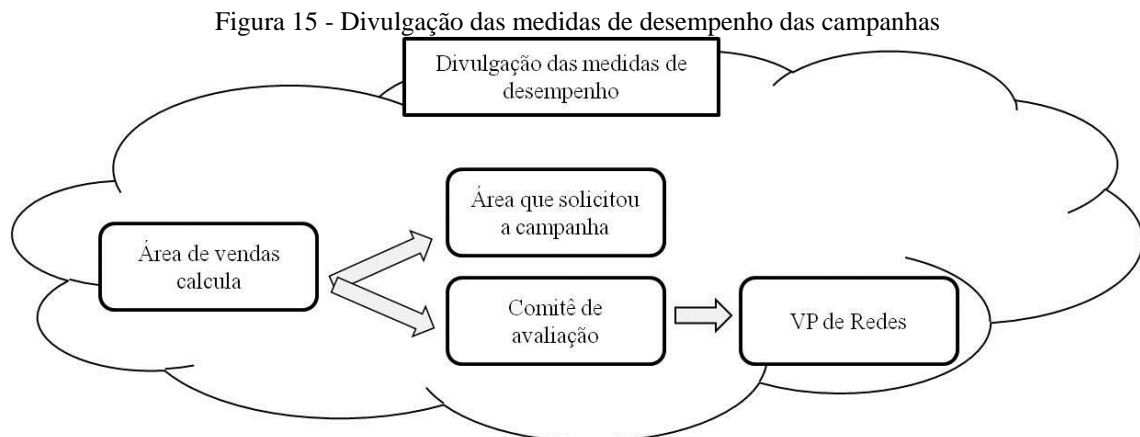 Figura 15 - Divulgação das medidas de desempenho das campanhas
Divulgação das medidas de
desempenho
Área que solicitou
a campanha
Área de vendas
calcula
Comitê de
avaliação
VP de Redes